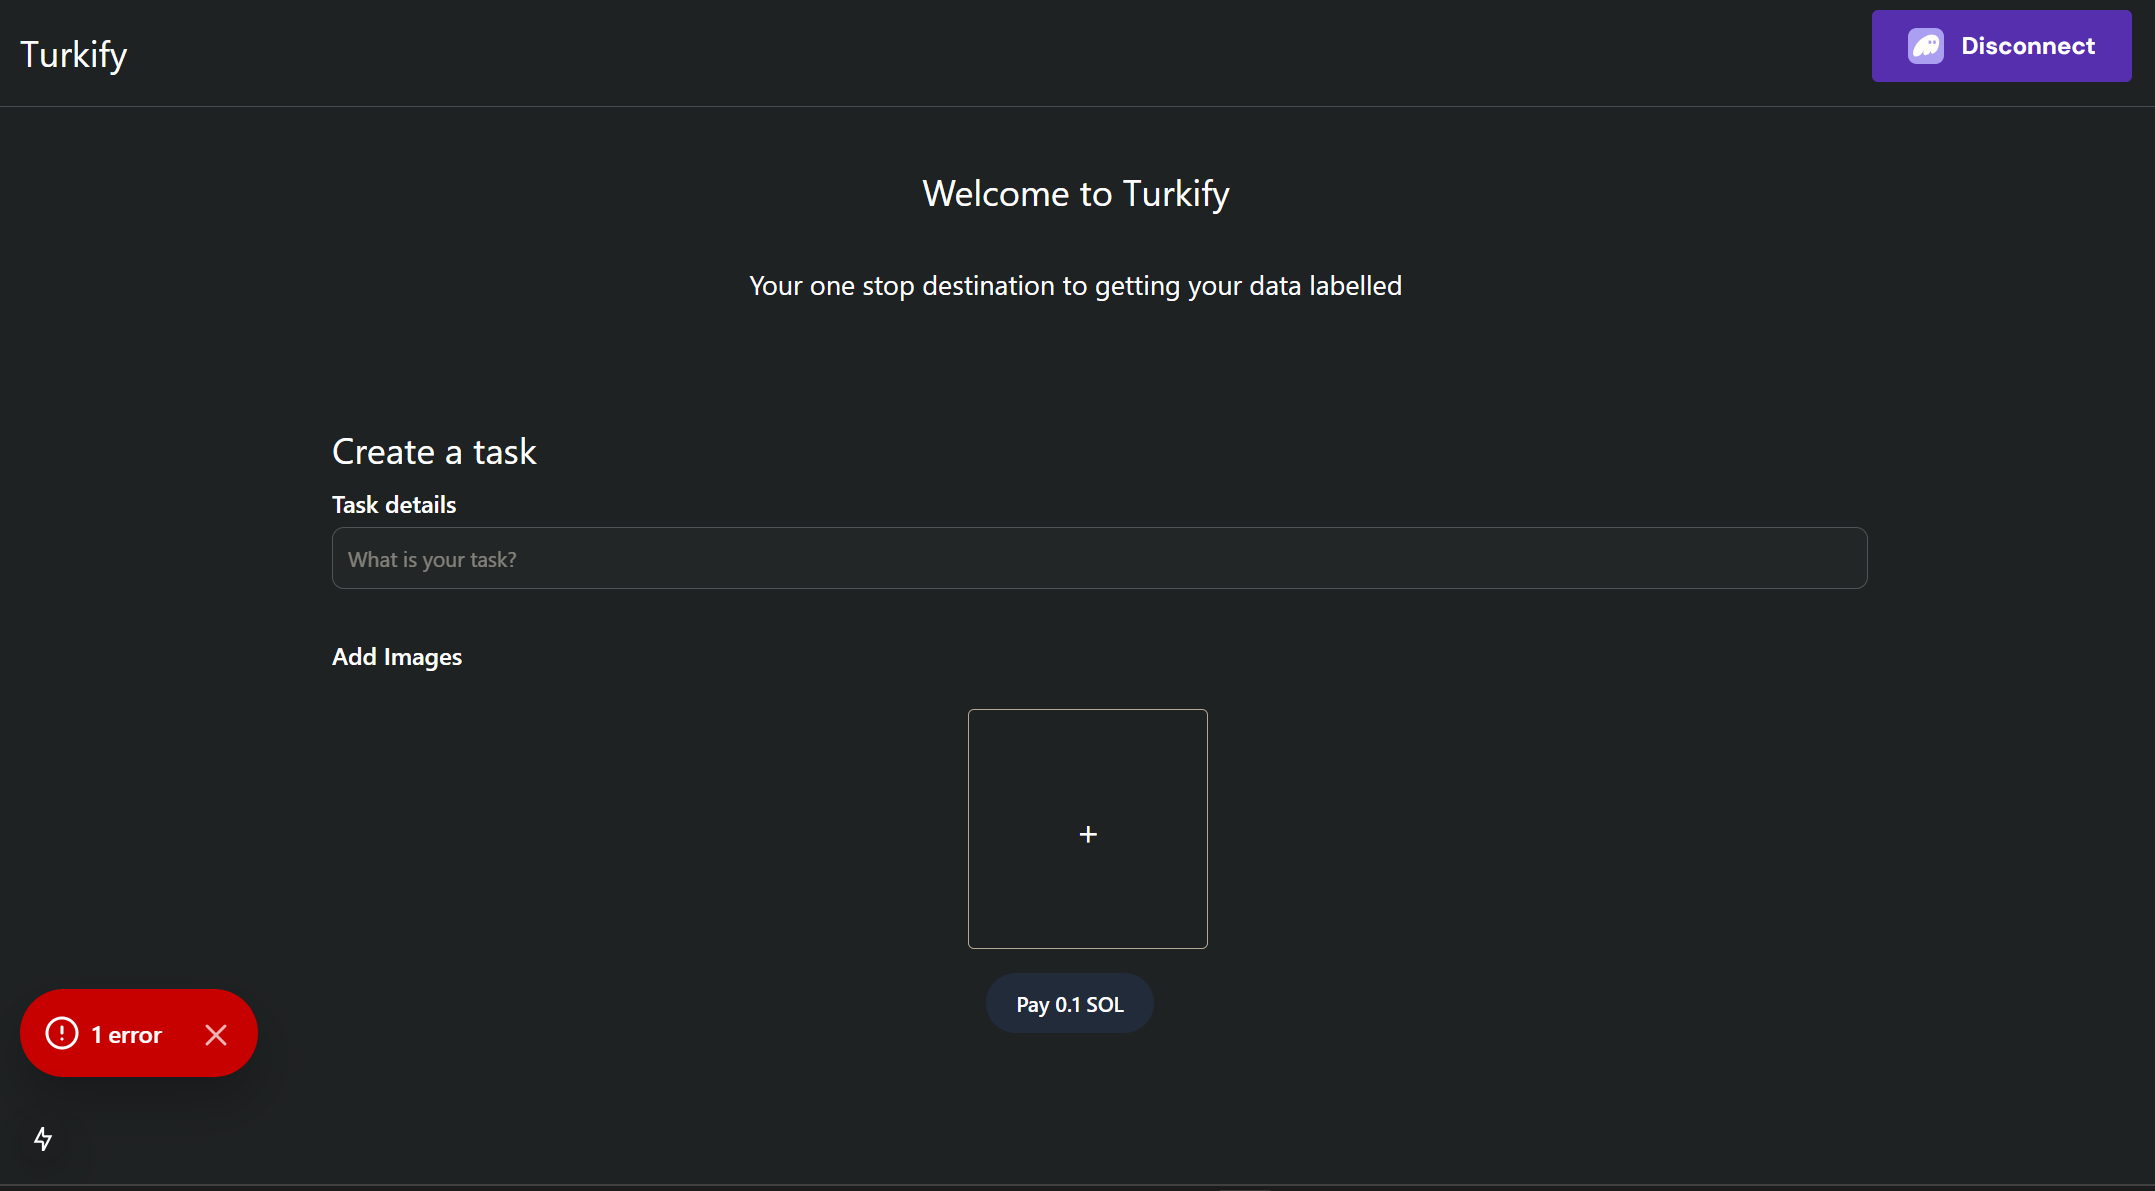 Turkify
Disconnect
Welcome to Turkify
Your one stop destination to getting your data labelled
Create a task
Task details
What is your task?
Add Images
+
Pay 0.1 SOL
1 error